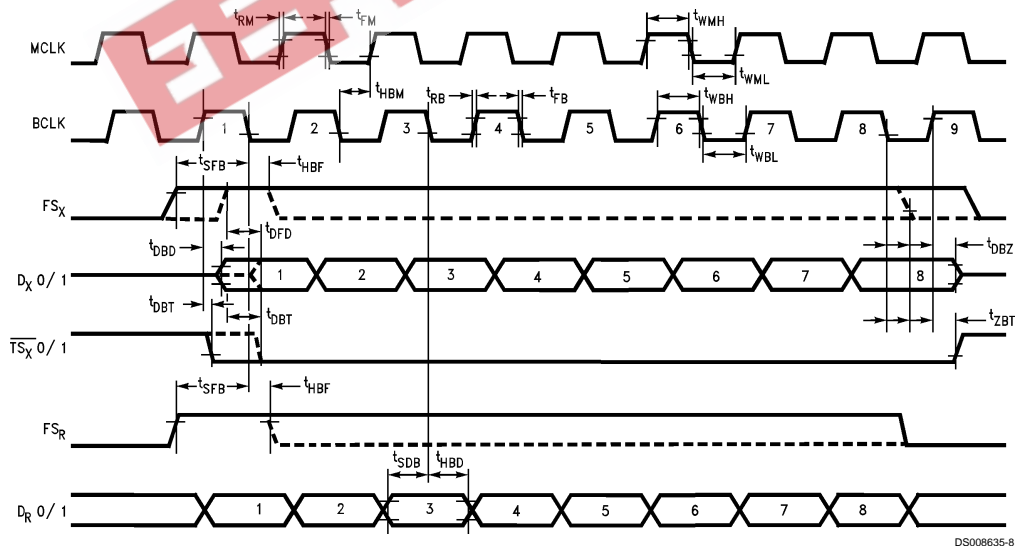 tRM tFM tWMH
MCLK
tWML
tHBM tRB tFB tWBH
BCLK 1 2 3 4 5 6 7 8 9
tWBL
tSFB tHBF
FSX
tDFD
tDBD tDBZ
DX 0/1 1 2 3 4 5 6 7 8
tDBT tDBT tZBT
TSX 0/1
tSFB tHBF
FSR
tSDB tHBD
DR 0/1 1 2 3 4 5 6 7 8
DS008635-8